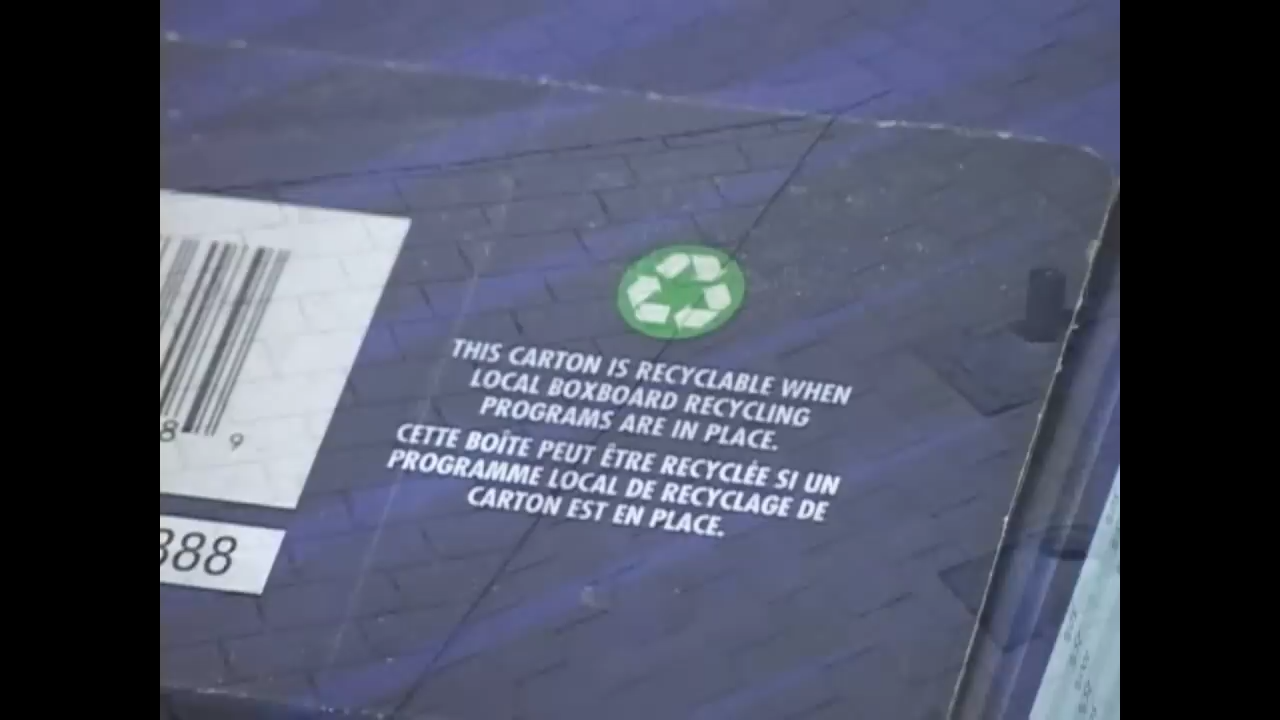 THIS CARTON IS RECYCLABLE WHEN
LOCAL BOXBOARD RECYCLING
PROGRAMS ARE IN PLACE.
CETTE BOÎTE PEUT ÊTRE RECYCLÉE SI UN
PROGRAMME LOCAL DE RECYCLAGE DE
CARTON EST EN PLACE.
8 9
888